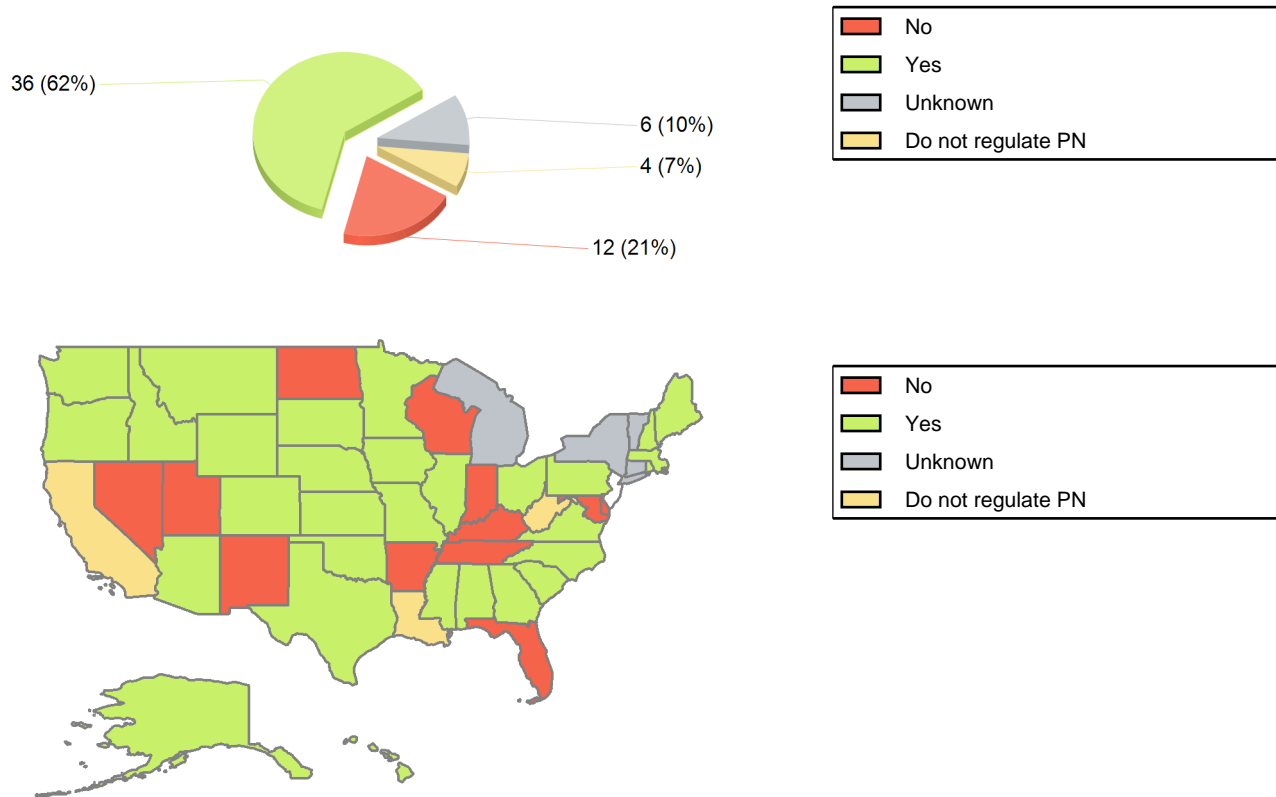 No
Yes
Unknown
Do not regulate PN
36 (62%)
6 (10%)
4 (7%)
12 (21%)
No
Yes
Unknown
Do not regulate PN